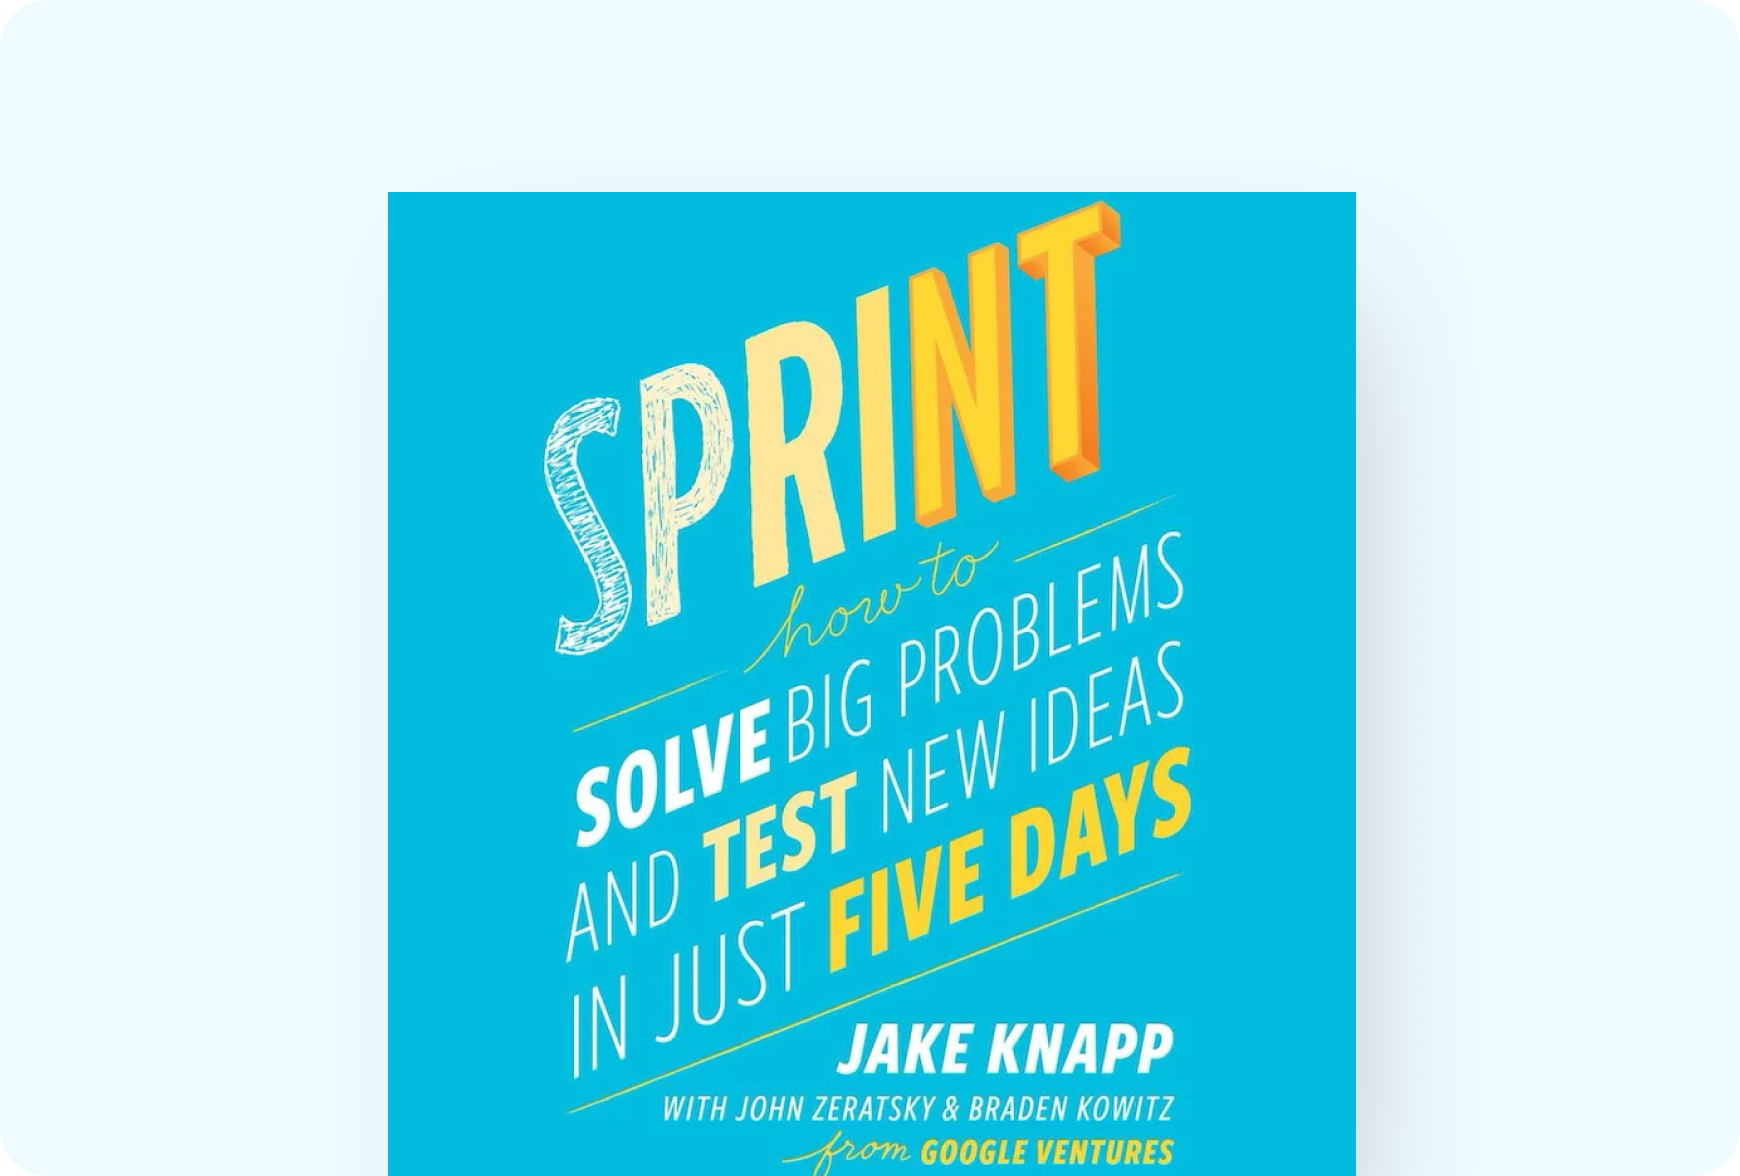 SPRINT
how to
SOLVE BIG PROBLEMS
AND TEST NEW IDEAS
IN JUST FIVE DAYS
JAKE KNAPP
WITH JOHN ZERATSKY & BRADEN KOWITZ
from GOOGLE VENTURES